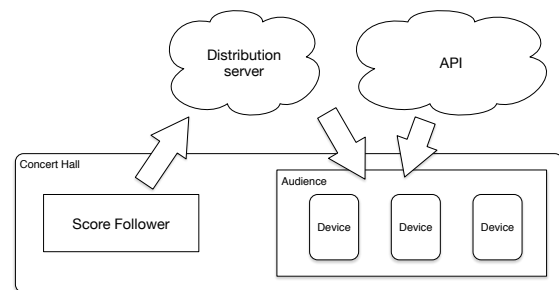 Distribution
server
API
Concert Hall
Score Follower
Audience
Device
Device
Device